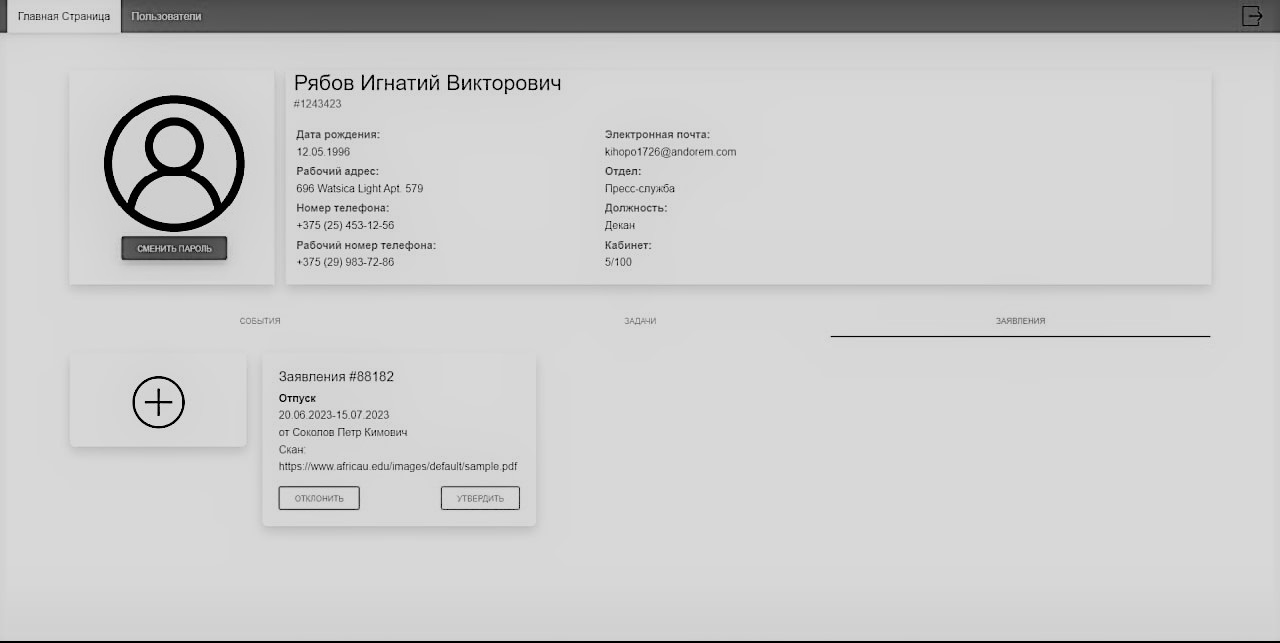 Главная Страница
Пользователи
Рябов Игнатий Викторович
#1243423
Дата рождения:
12.05.1996
Рабочий адрес:
696 Watsica Light Apt. 579
Номер телефона:
+375 (25) 453-12-56
Рабочий номер телефона:
+375 (29) 983-72-86
Электронная почта:
kihopo1726@andorem.com
Отдел:
Пресс-служба
Должность:
Декан
Кабинет:
5/100
СМЕНИТЬ ПАРОЛЬ
СОБЫТИЯ
ЗАДАЧИ
ЗАЯВЛЕНИЯ
Заявления #88182
Отпуск
20.06.2023-15.07.2023
от Соколов Петр Кимович
Скан:
https://www.africau.edu/images/default/sample.pdf
ОТКЛОНИТЬ
УТВЕРДИТЬ